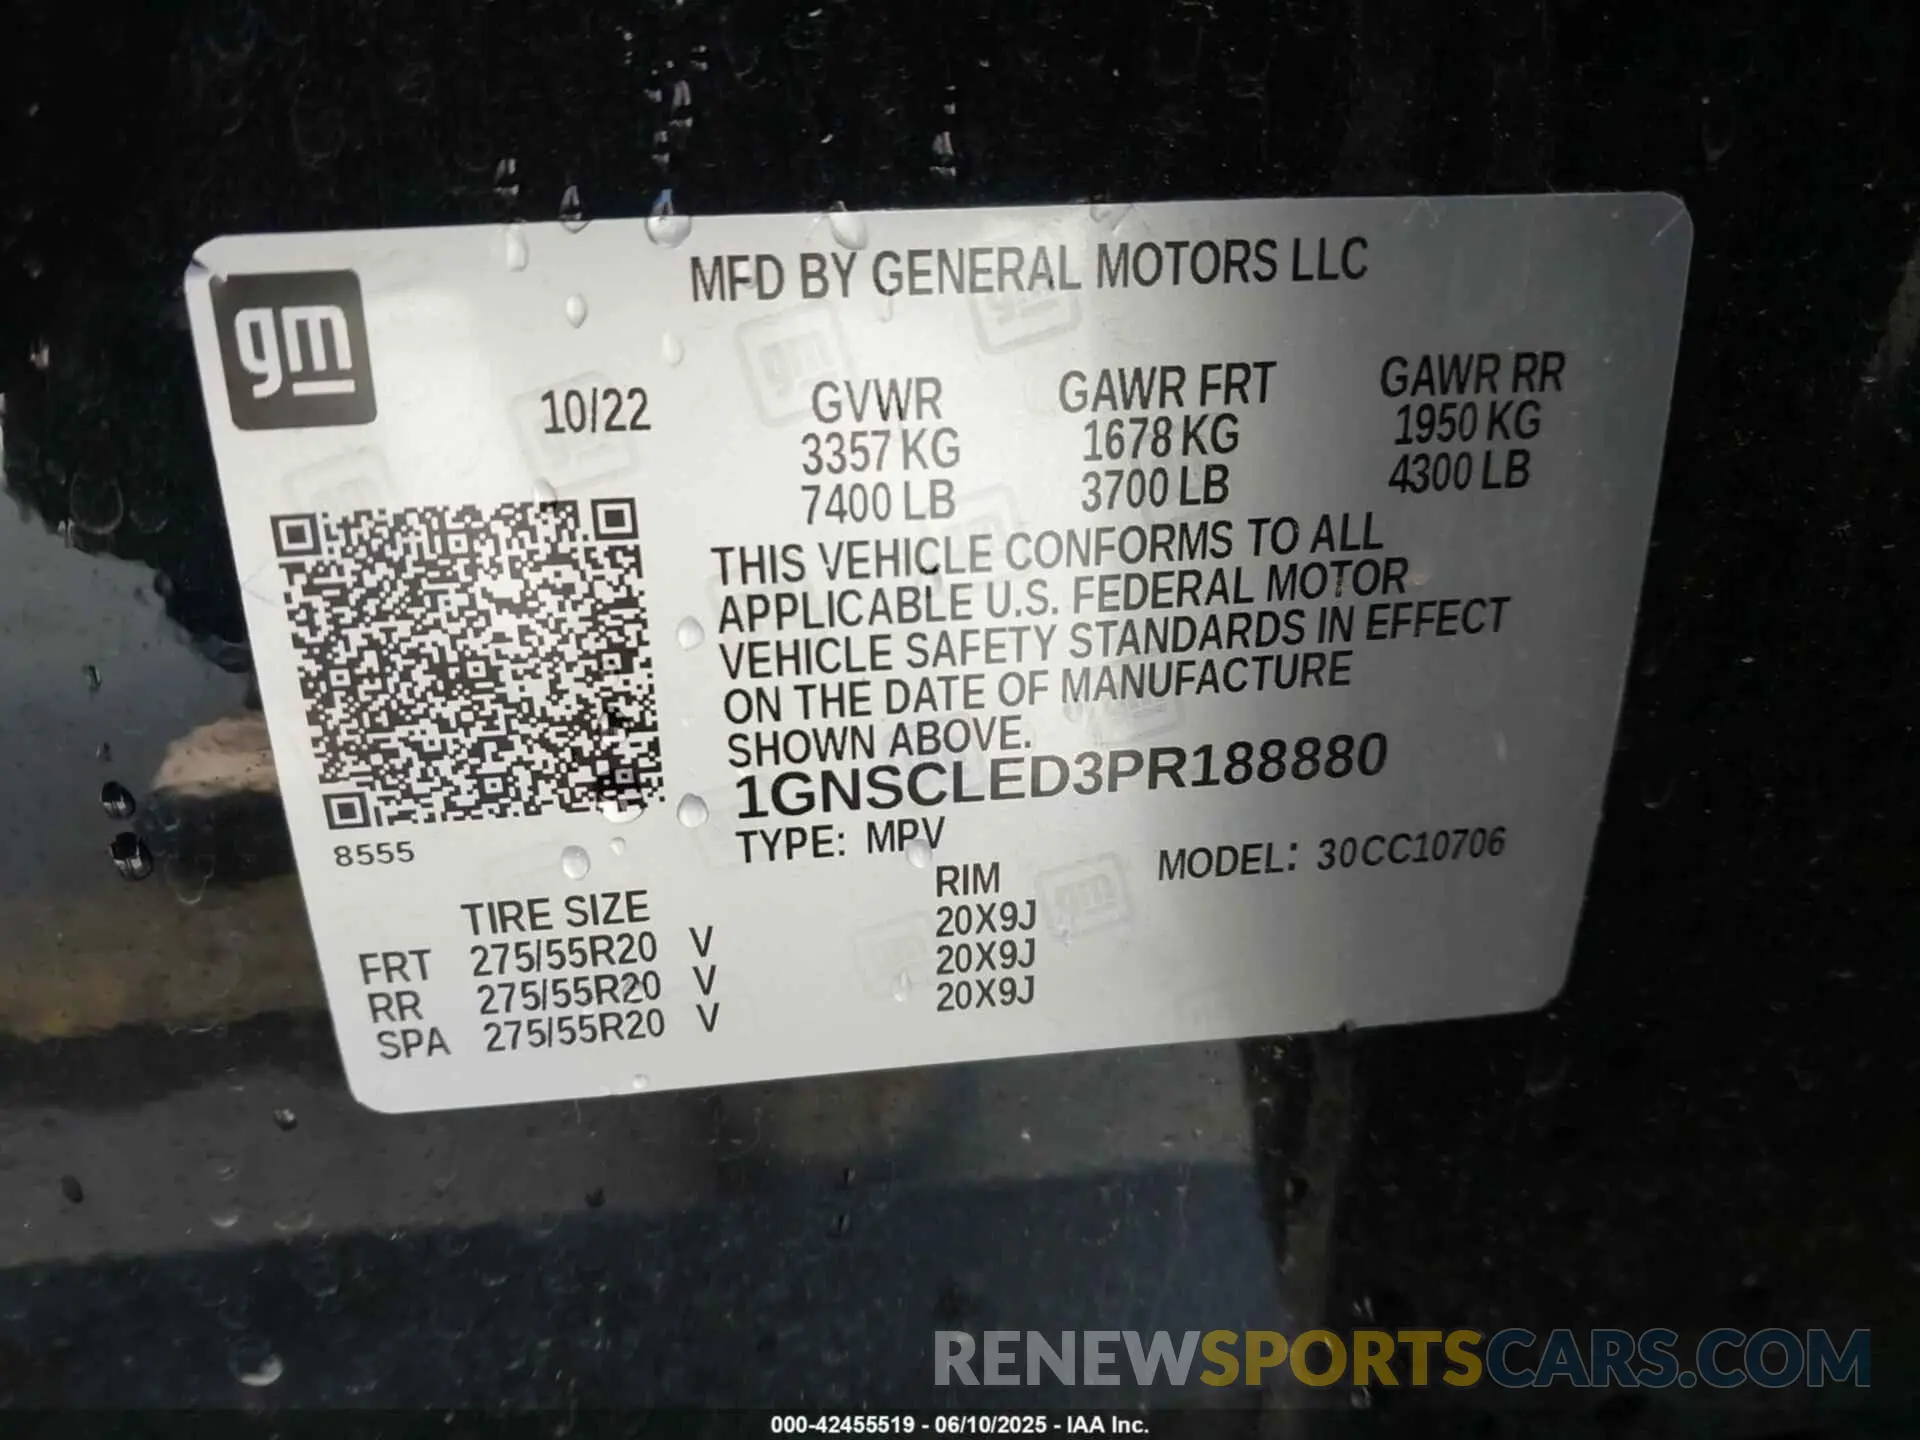 gm
MFD BY GENERAL MOTORS LLC
10/22
GVWR
3357 KG
7400 LB
GAWR FRT
1678 KG
3700 LB
GAWR RR
1950 KG
4300 LB
THIS VEHICLE CONFORMS TO ALL
APPLICABLE U.S. FEDERAL MOTOR
VEHICLE SAFETY STANDARDS IN EFFECT
ON THE DATE OF MANUFACTURE
SHOWN ABOVE.
1GNSCLED3PR188880
TYPE: MPV
MODEL: 30CC10706
8555
TIRE SIZE RIM
FRT 275/55R20 V 20X9J
RR 275/55R20 V 20X9J
SPA 275/55R20 V 20X9J
RENEWSPORTSCARS.COM
000-42455519 - 06/10/2025 - IAA Inc.